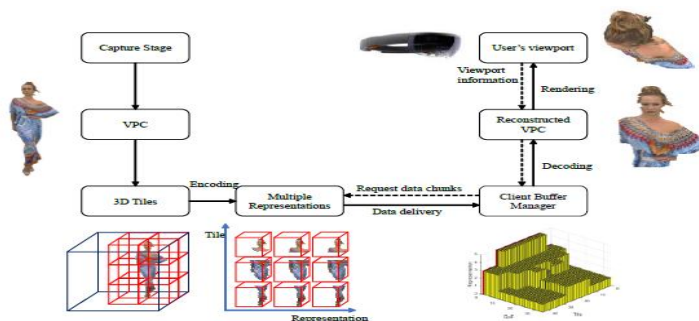 Capture Stage
User's viewport
Viewport
information
Rendering
VPC
Reconstructed
VPC
Decoding
Encoding
Request data chunks
3D Tiles
Multiple
Representations
Client Buffer
Manager
Data delivery
Tile
Representation